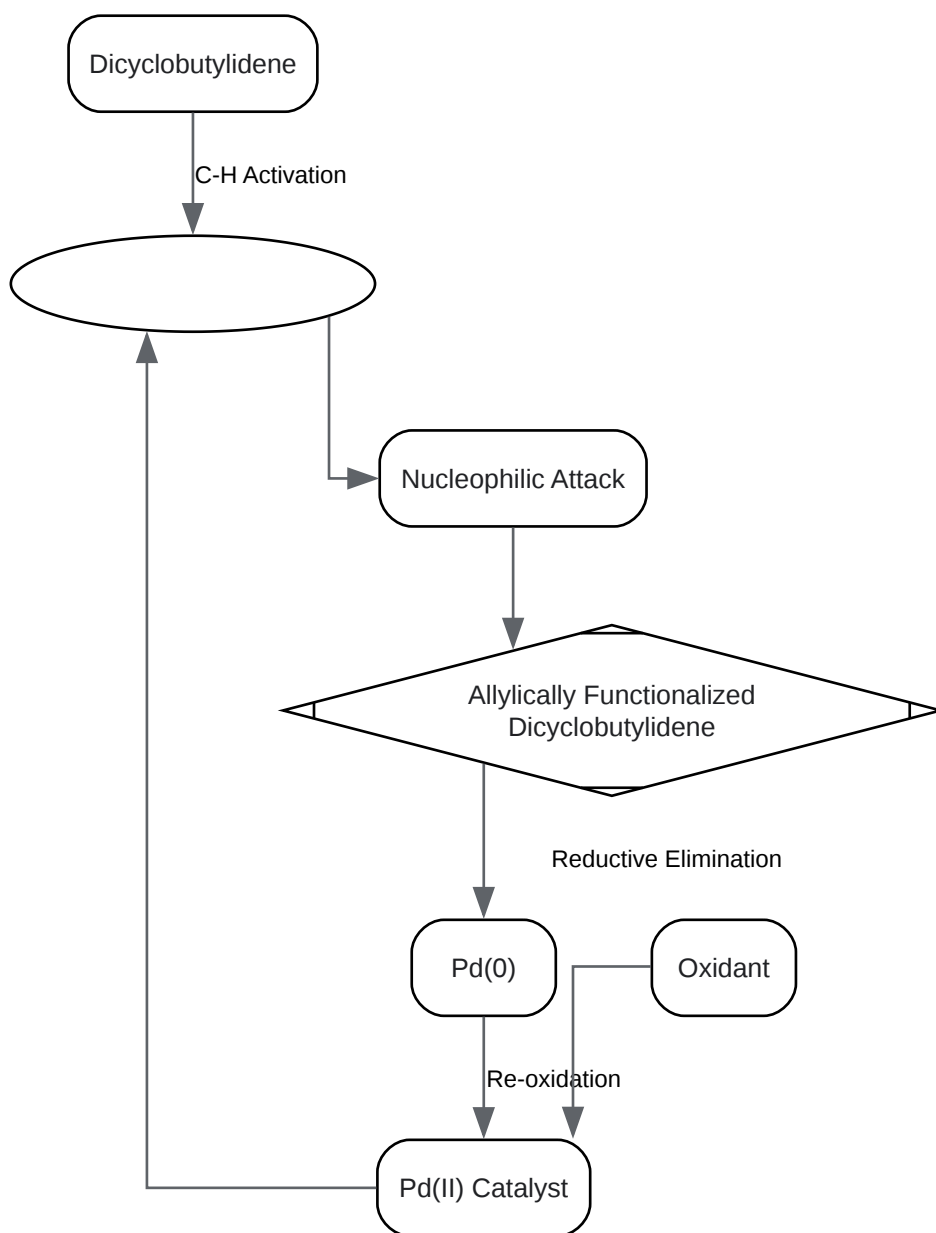 Dicyclobutylidene
C-H Activation
Nucleophilic Attack
Allylically Functionalized
Dicyclobutylidene
Reductive Elimination
Pd(0)
Oxidant
Re-oxidation
Pd(II) Catalyst